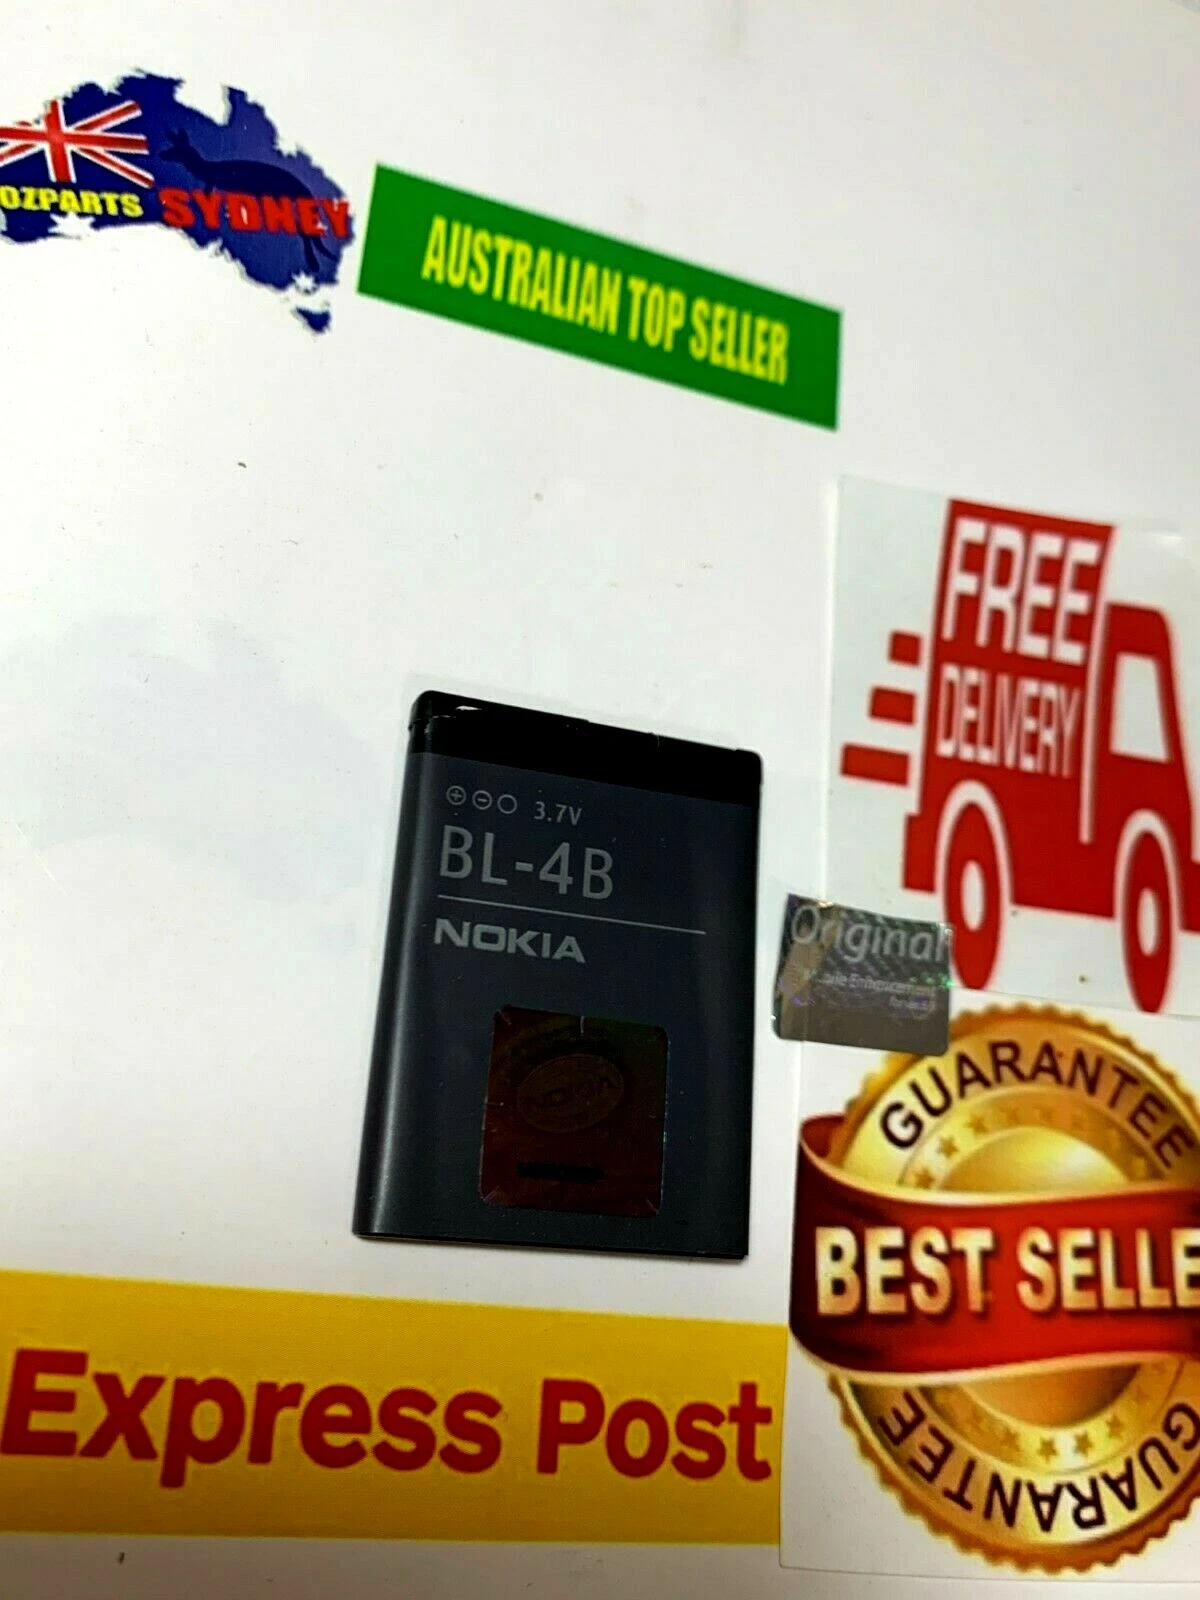 OZPARTS SYDNEY
AUSTRALIAN TOP SELLER
FREE
DELIVERY
3.7V
BL-4B
NOKIA
Original
NOKIA
GUARANTEE
BEST SELLE
GUARANTEE
Express Post